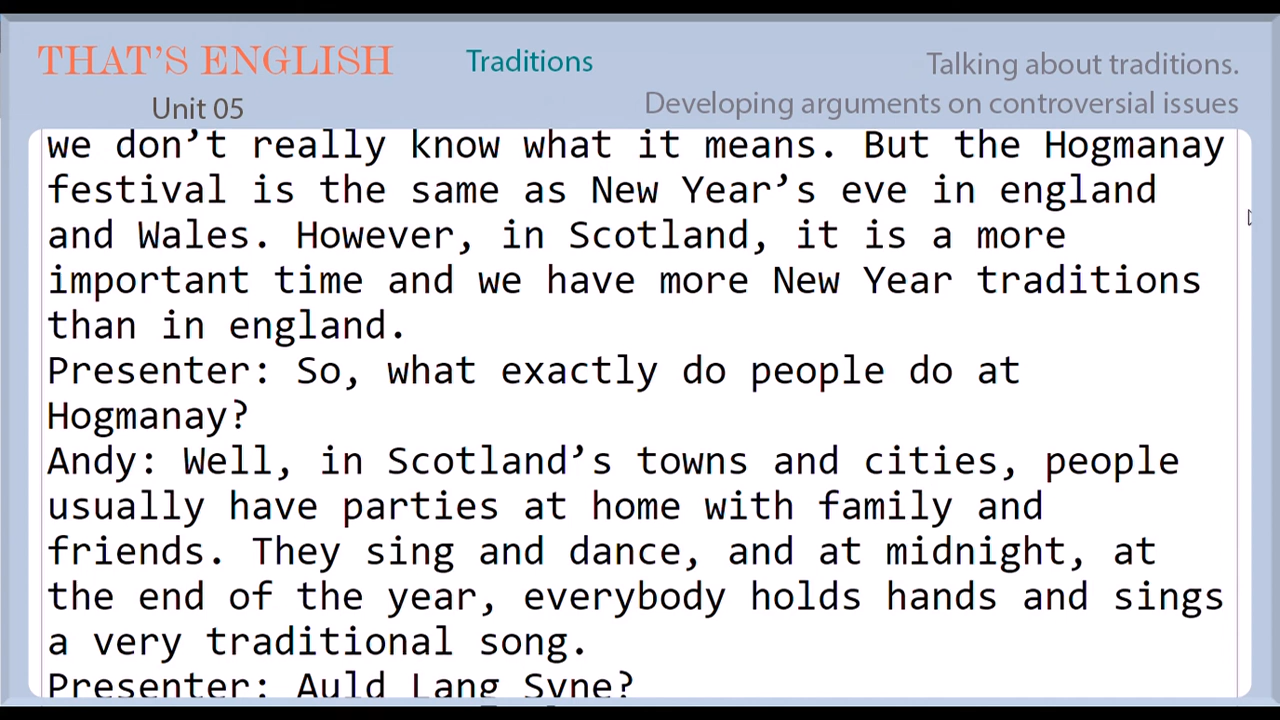 THAT'S ENGLISH
Traditions
Talking about traditions.
Unit 05
Developing arguments on controversial issues
we don’t really know what it means. But the Hogmanay
festival is the same as New Year’s eve in england
and Wales. However, in Scotland, it is a more
important time and we have more New Year traditions
than in england.
Presenter: So, what exactly do people do at
Hogmanay?
Andy: Well, in Scotland’s towns and cities, people
usually have parties at home with family and
friends. They sing and dance, and at midnight, at
the end of the year, everybody holds hands and sings
a very traditional song.
Presenter: Auld Lang Syne?